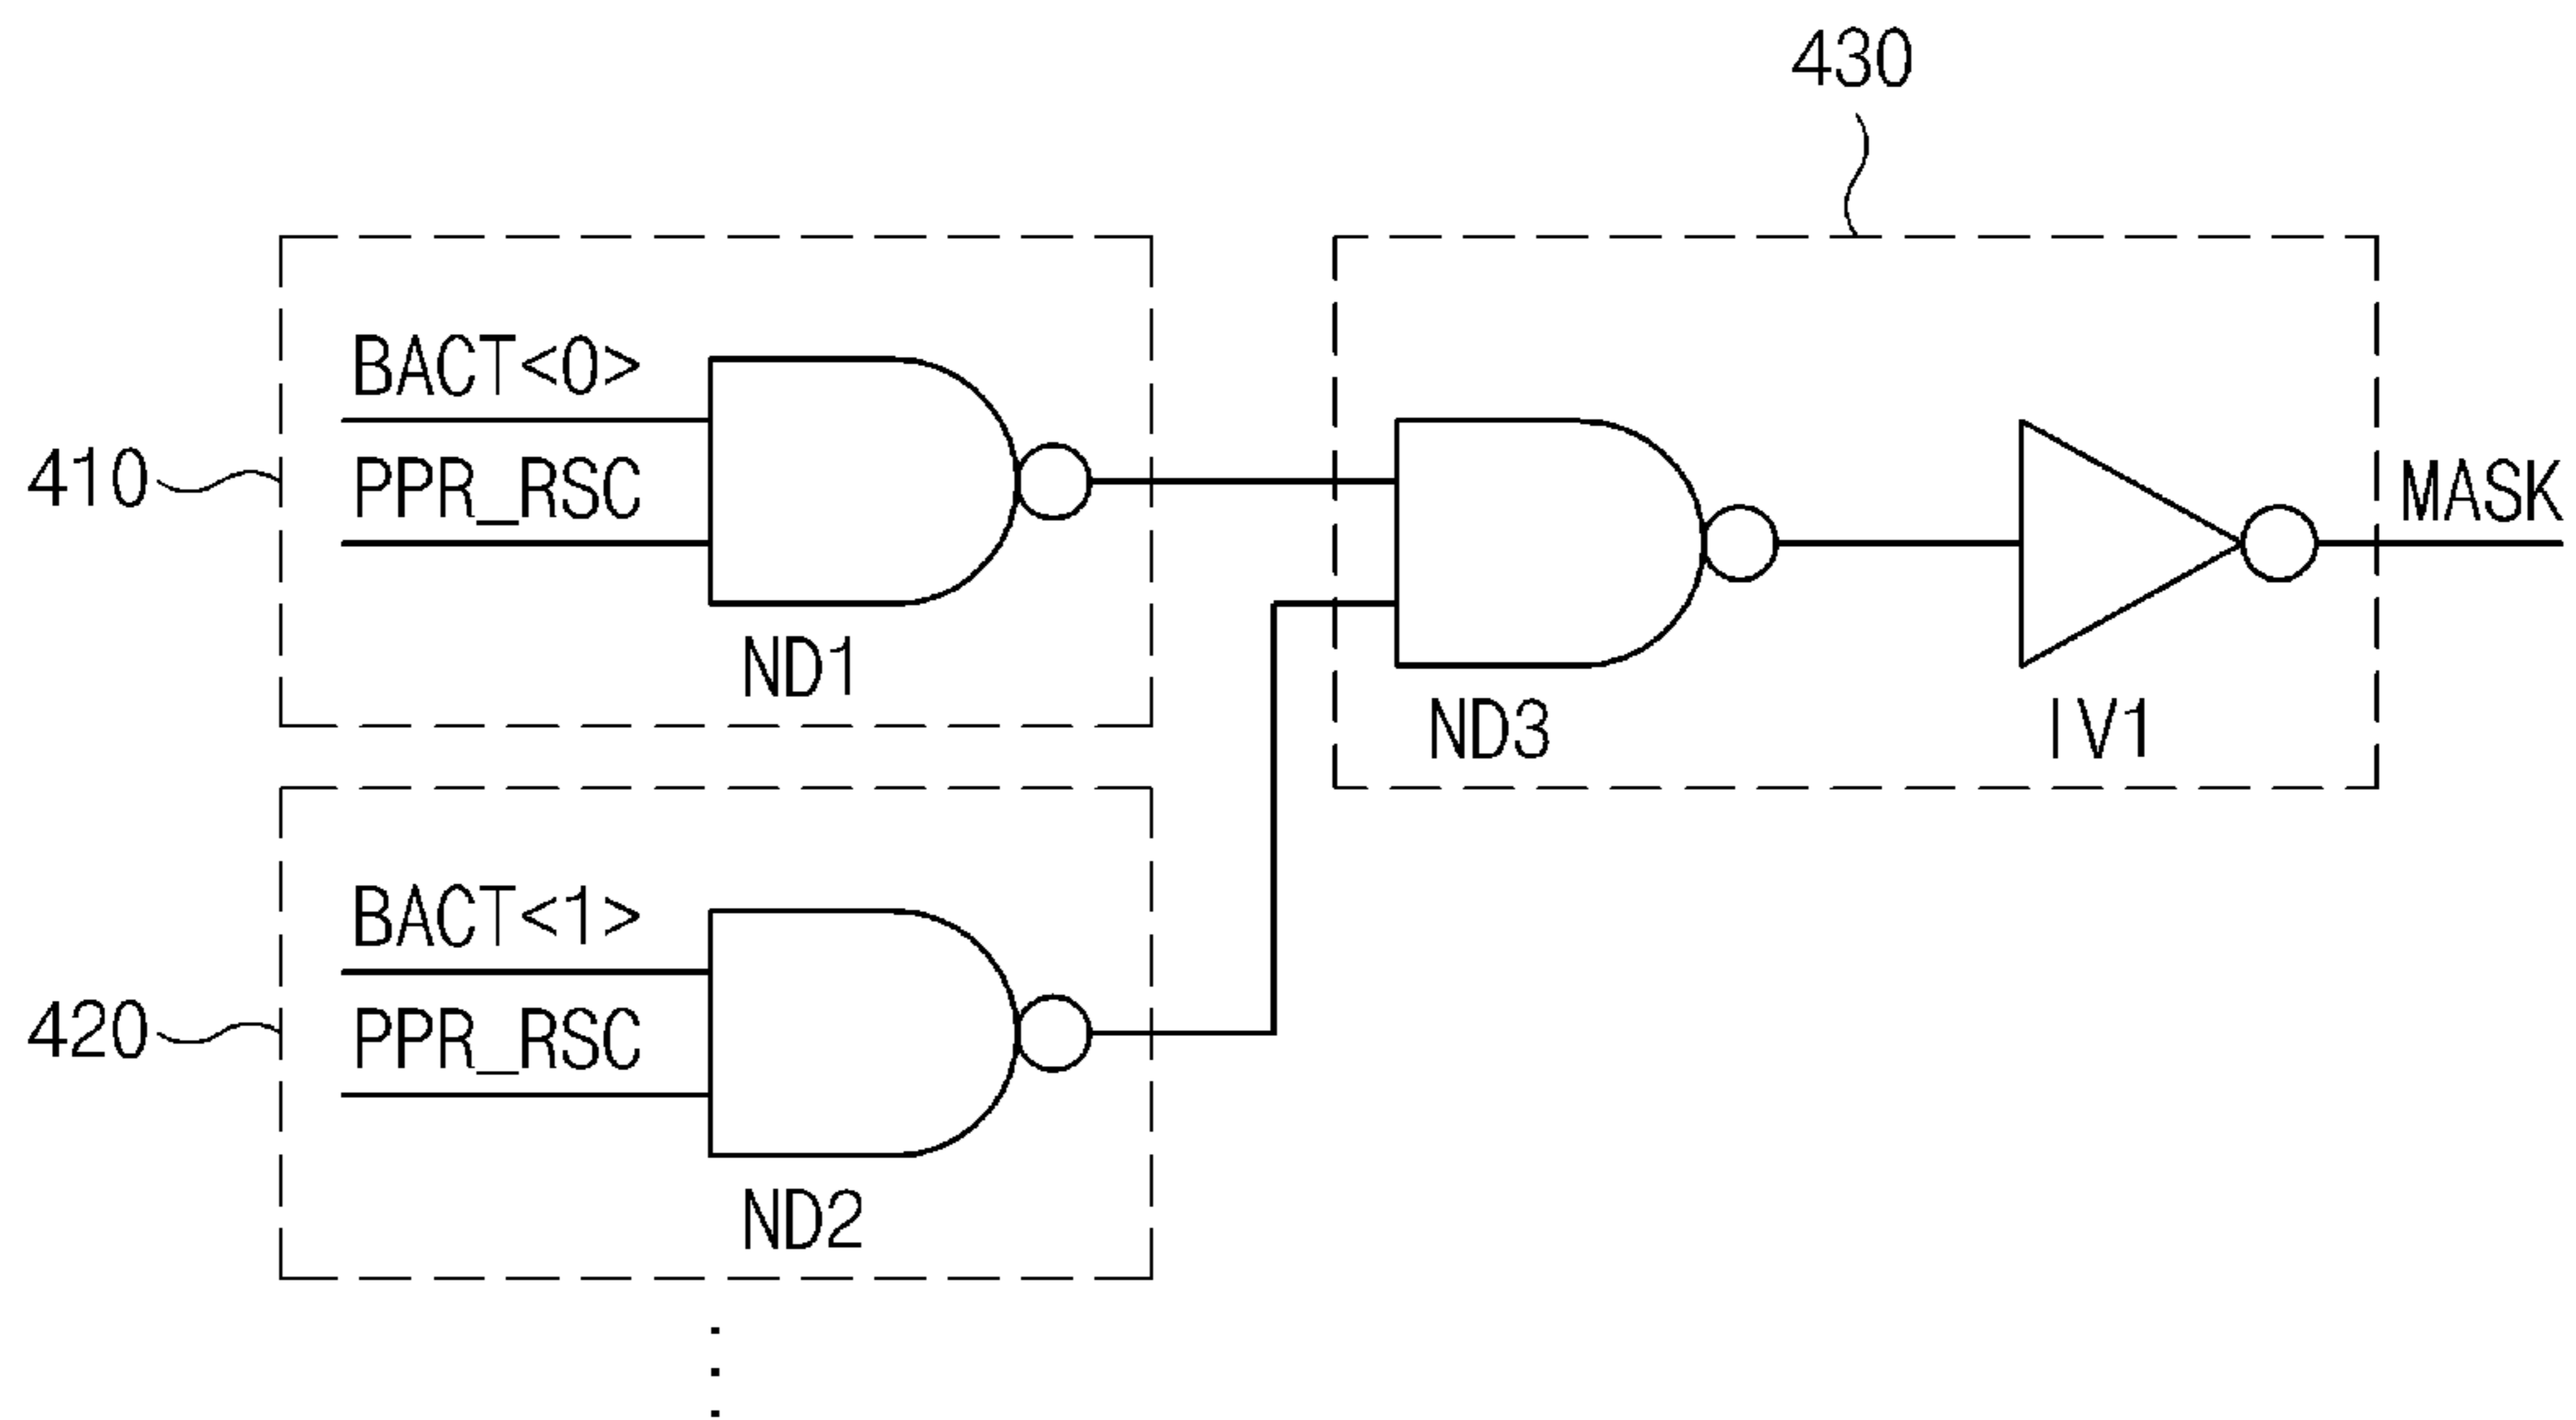 430
BACT<0>
410
PPR_RSC
MASK
ND1
ND3
IV1
BACT<1>
420
PPR_RSC
ND2